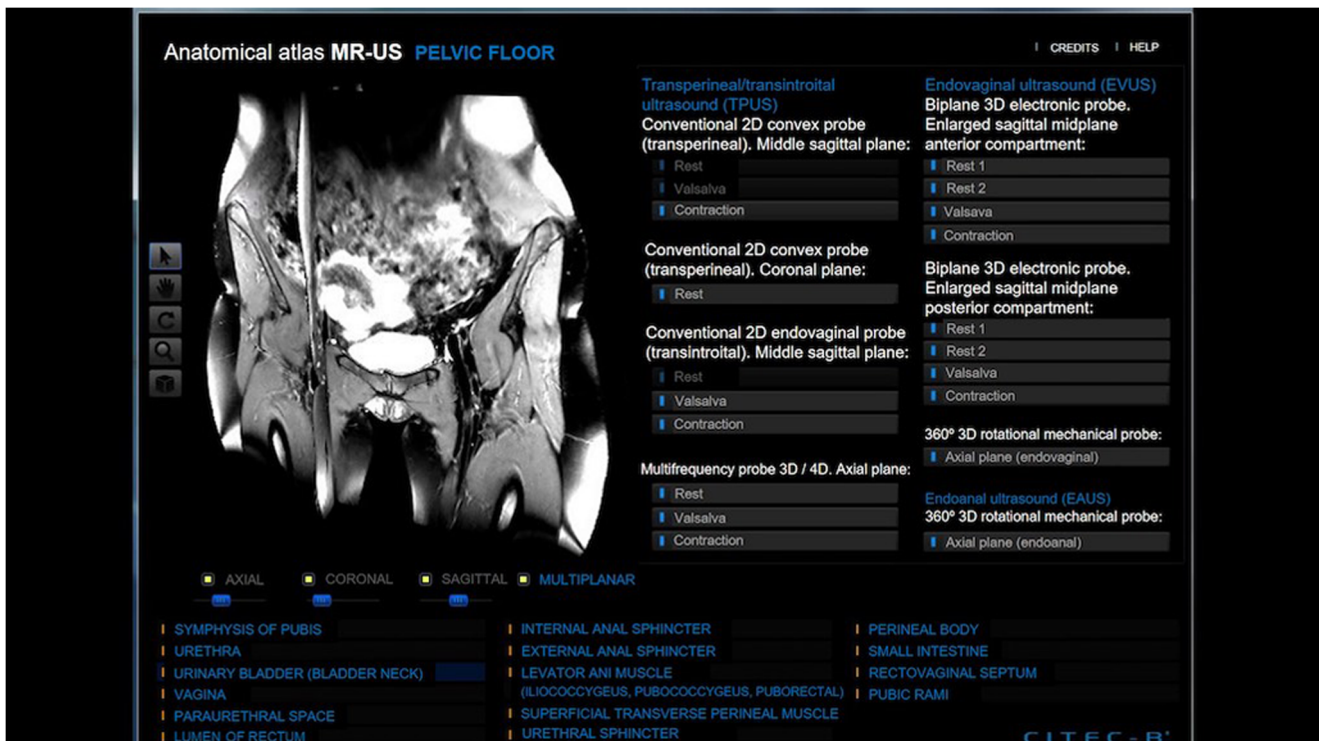 Anatomical atlas MR-US PELVIC FLOOR
CREDITS
HELP
Transperineal/transintroital
ultrasound (TPUS)
Conventional 2D convex probe
(transperineal). Middle sagittal plane:
Rest
Valsalva
Contraction
Conventional 2D convex probe
(transperineal). Coronal plane:
Rest
Conventional 2D endovaginal probe
(transintroital). Middle sagittal plane:
Rest
Valsalva
Contraction
Multifrequency probe 3D / 4D. Axial plane:
Rest
Valsalva
Contraction
Endovaginal ultrasound (EVUS)
Biplane 3D electronic probe.
Enlarged sagittal midplane
anterior compartment:
Rest 1
Rest 2
Valsava
Contraction
Biplane 3D electronic probe.
Enlarged sagittal midplane
posterior compartment:
Rest 1
Rest 2
Valsalva
Contraction
360º 3D rotational mechanical probe:
Axial plane (endovaginal)
Endoanal ultrasound (EAUS)
360º 3D rotational mechanical probe:
Axial plane (endoanal)
AXIAL
CORONAL
SAGITTAL
MULTIPLANAR
SYMPHYSIS OF PUBIS
URETHRA
URINARY BLADDER (BLADDER NECK)
VAGINA
PARAURETHRAL SPACE
LUMEN OF RECTUM
INTERNAL ANAL SPHINCTER
EXTERNAL ANAL SPHINCTER
LEVATOR ANI MUSCLE
(ILIOCOCCYGEUS, PUBOCOCCYGEUS, PUBORECTAL)
SUPERFICIAL TRANSVERSE PERINEAL MUSCLE
URETHRAL SPHINCTER
PERINEAL BODY
SMALL INTESTINE
RECTOVAGINAL SEPTUM
PUBIC RAMI
CITEC-B